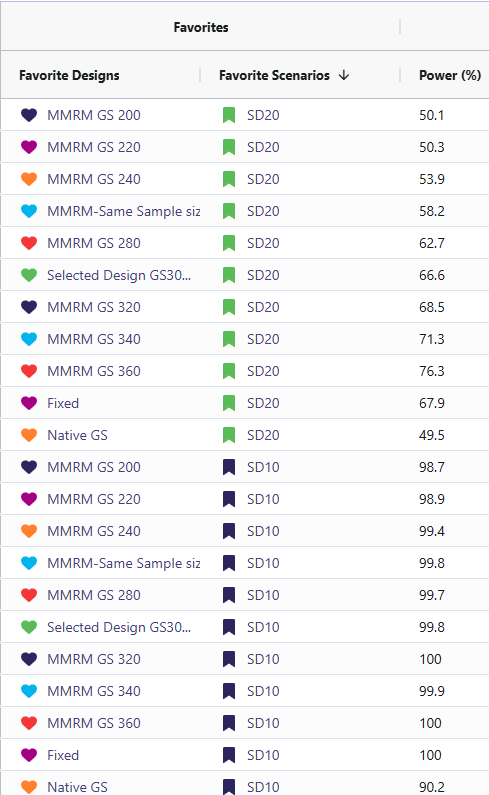 Favorites
Favorite Designs Favorite Scenarios ↓ Power (%)
MMRM GS 200 SD20 50.1
MMRM GS 220 SD20 50.3
MMRM GS 240 SD20 53.9
MMRM-Same Sample siz SD20 58.2
MMRM GS 280 SD20 62.7
Selected Design GS30... SD20 66.6
MMRM GS 320 SD20 68.5
MMRM GS 340 SD20 71.3
MMRM GS 360 SD20 76.3
Fixed SD20 67.9
Native GS SD20 49.5
MMRM GS 200 SD10 98.7
MMRM GS 220 SD10 98.9
MMRM GS 240 SD10 99.4
MMRM-Same Sample siz SD10 99.8
MMRM GS 280 SD10 99.7
Selected Design GS30... SD10 99.8
MMRM GS 320 SD10 100
MMRM GS 340 SD10 99.9
MMRM GS 360 SD10 100
Fixed SD10 100
Native GS SD10 90.2